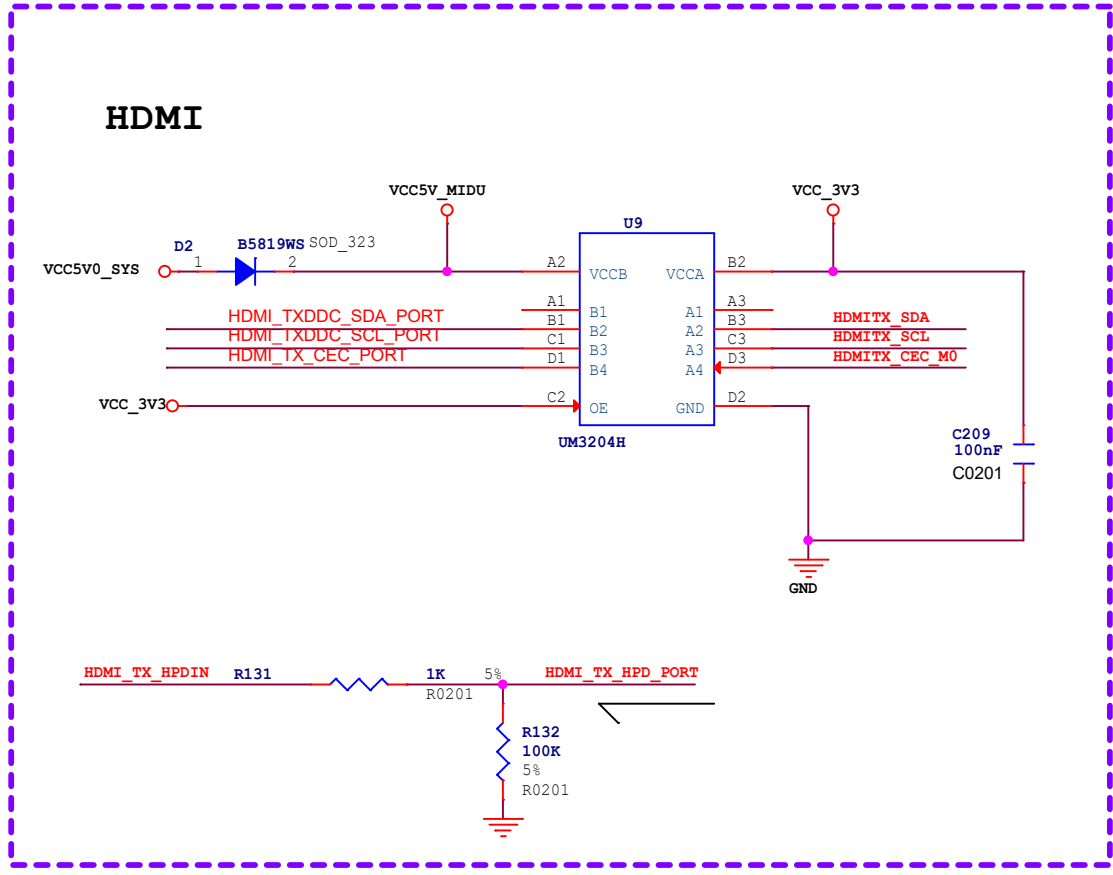 HDMI
VCC5V_MIDU
VCC_3V3
U9
D2
B5819WS SOD_323
VCC5V0_SYS
1
2
A2
VCCB
VCCA
B2
A1
B1
A1
A3
HDMI_TXDDC_SDA_PORT
B1
B2
A2
B3
HDMITX_SDA
HDMI_TXDDC_SCL_PORT
C1
B3
A3
C3
HDMITX_SCL
HDMI_TX_CEC_PORT
D1
B4
A4
D3
HDMITX_CEC_M0
VCC_3V3
C2
OE
GND
D2
UM3204H
C209
100nF
C0201
GND
HDMI_TX_HPDIN
R131
1K
5%
R0201
HDMI_TX_HPD_PORT
R132
100K
5%
R0201